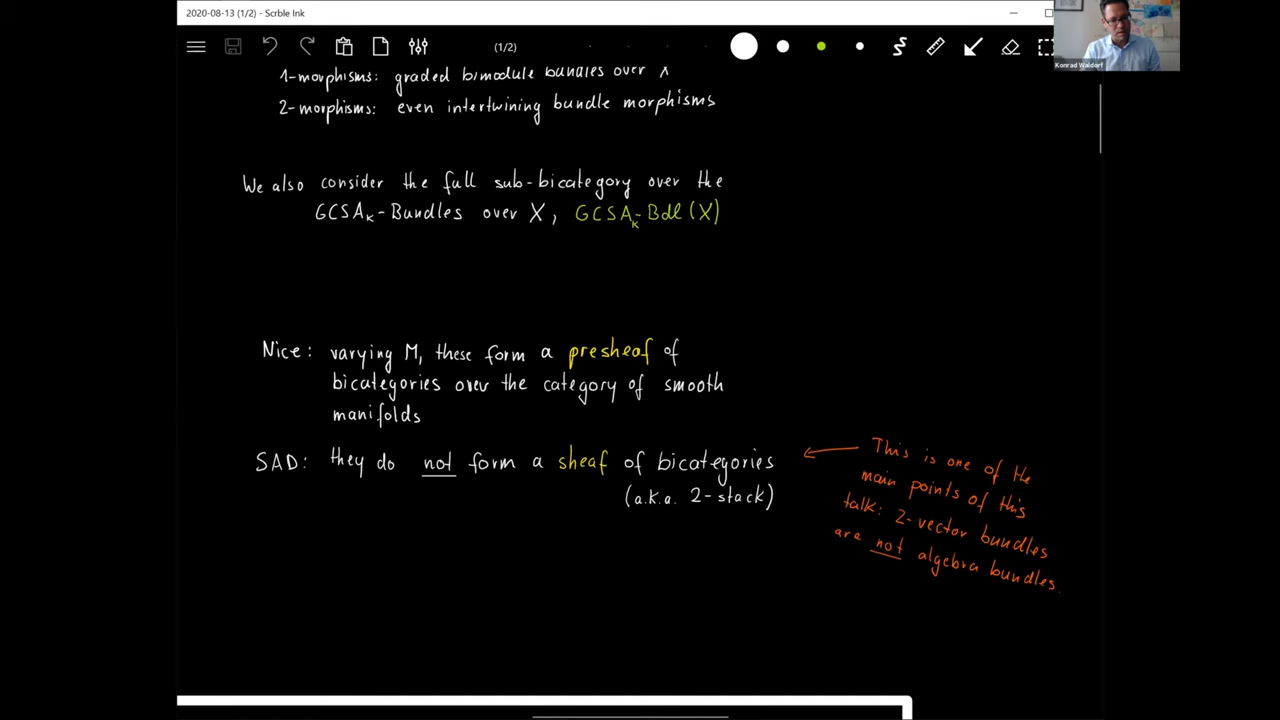 2020-08-13 (1/2) - Scrble Ink
(1/2)
Konrad Waldorf
1-morphisms: graded bimodule bundles over X
2-morphisms: even intertwining bundle morphisms
We also consider the full sub-bicategory over the
GCSAₖ-Bundles over X, GCSAₖ-Bdl(X)
Nice: varying M, these form a presheaf of
bicategories over the category of smooth
manifolds
SAD: they do not form a sheaf of bicategories
(a.k.a. 2-stack)
This is one of the
main points of this
talk: 2-vector bundles
are not algebra bundles.